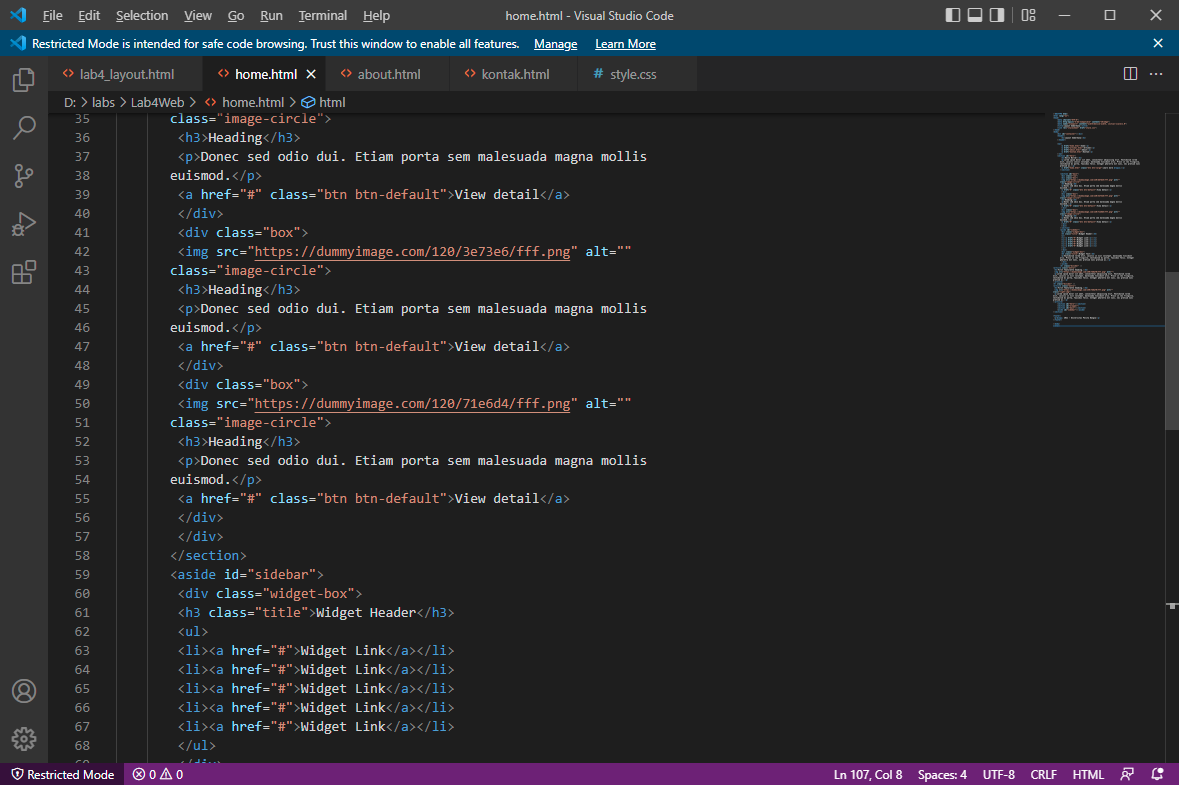 File Edit Selection View Go Run Terminal Help home.html - Visual Studio Code
Restricted Mode is intended for safe code browsing. Trust this window to enable all features. Manage Learn More
lab4_layout.html home.html about.html kontak.html # style.css
D: > labs > Lab4Web > home.html > html
35 class="image-circle">
36 <h3>Heading</h3>
37 <p>Donec sed odio dui. Etiam porta sem malesuada magna mollis
38 euismod.</p>
39 <a href="#" class="btn btn-default">View detail</a>
40 </div>
41 <div class="box">
42 <img src="https://dummyimage.com/120/3e73e6/fff.png" alt=""
43 class="image-circle">
44 <h3>Heading</h3>
45 <p>Donec sed odio dui. Etiam porta sem malesuada magna mollis
46 euismod.</p>
47 <a href="#" class="btn btn-default">View detail</a>
48 </div>
49 <div class="box">
50 <img src="https://dummyimage.com/120/71e6d4/fff.png" alt=""
51 class="image-circle">
52 <h3>Heading</h3>
53 <p>Donec sed odio dui. Etiam porta sem malesuada magna mollis
54 euismod.</p>
55 <a href="#" class="btn btn-default">View detail</a>
56 </div>
57 </div>
58 </section>
59 <aside id="sidebar">
60 <div class="widget-box">
61 <h3 class="title">Widget Header</h3>
62 <ul>
63 <li><a href="#">Widget Link</a></li>
64 <li><a href="#">Widget Link</a></li>
65 <li><a href="#">Widget Link</a></li>
66 <li><a href="#">Widget Link</a></li>
67 <li><a href="#">Widget Link</a></li>
68 </ul>
69 </div>
Restricted Mode 0 0 Ln 107, Col 8 Spaces: 4 UTF-8 CRLF HTML